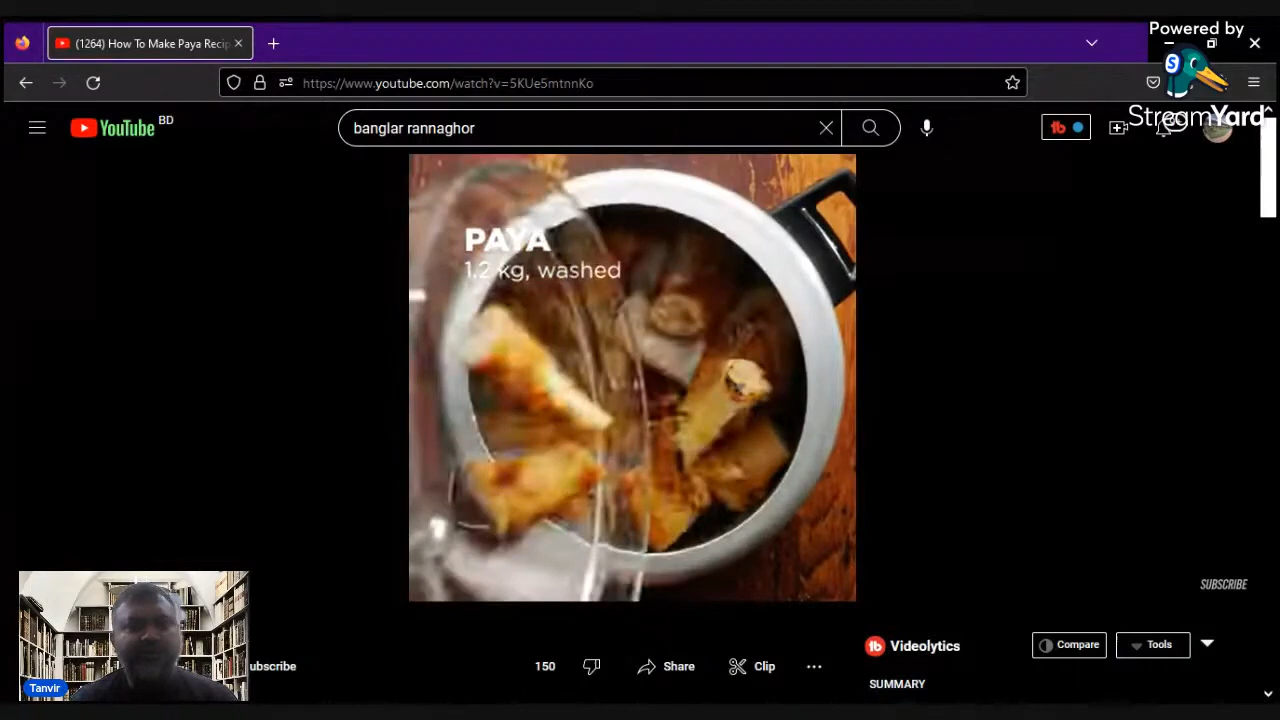 Powered by
(1264) How To Make Paya Recip
https://www.youtube.com/watch?v=5KUe5mtnnKo
StreamYard
YouTube BD
banglar rannaghor
PAYA
1.2 kg, washed
SUBSCRIBE
Tanvir
ubscribe
150
Share
Clip
Videolytics
Compare
Tools
SUMMARY